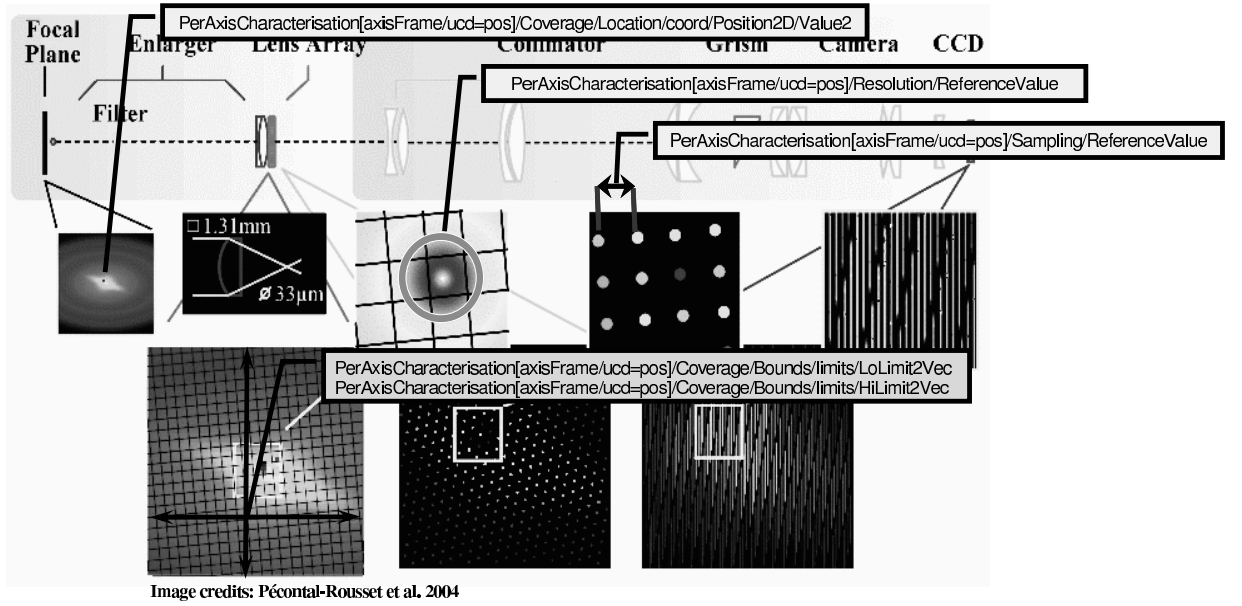 PerAxisCharacterisation[axisFrame/ucd=pos]/Coverage/Location/coord/Position2D/Value2
Focal
Plane
Enlarger
Lens Array
Collimator
Grism
Camera
CCD
PerAxisCharacterisation[axisFrame/ucd=pos]/Resolution/ReferenceValue
Filter
PerAxisCharacterisation[axisFrame/ucd=pos]/Sampling/ReferenceValue
□ 1.31mm
Ø 33µm
PerAxisCharacterisation[axisFrame/ucd=pos]/Coverage/Bounds/limits/LoLimit2Vec
PerAxisCharacterisation[axisFrame/ucd=pos]/Coverage/Bounds/limits/HiLimit2Vec
Image credits: Pécontal-Rousset et al, 2004